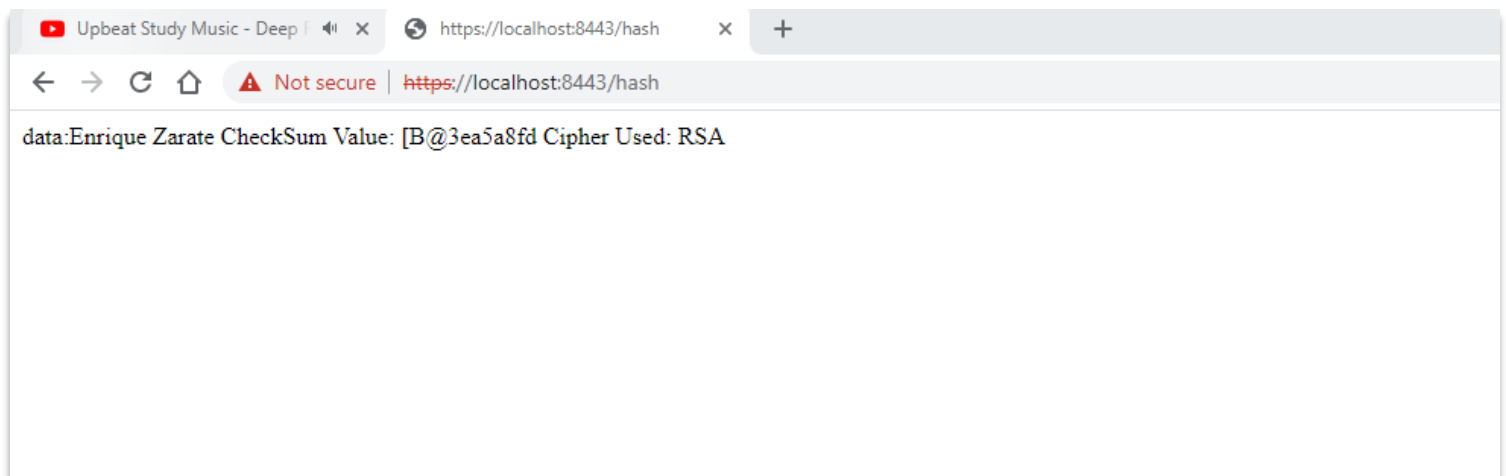 Upbeat Study Music - Deep
https://localhost:8443/hash
Not secure
https://localhost:8443/hash
data:Enrique Zarate CheckSum Value: [B@3ea5a8fd Cipher Used: RSA